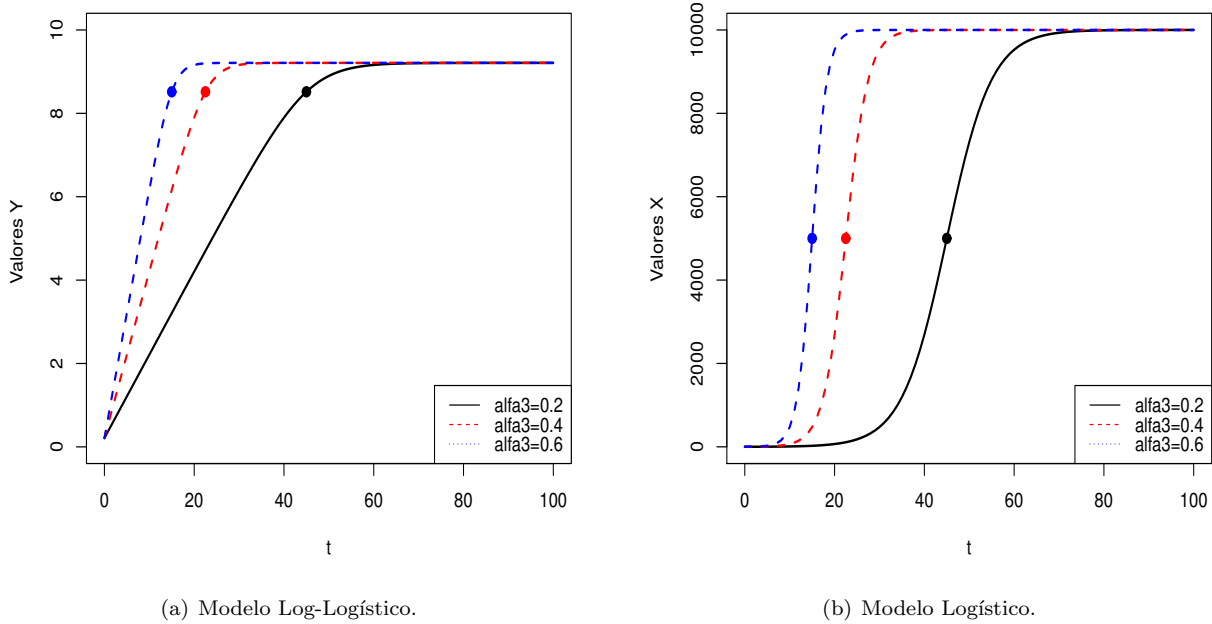 Valores Y
10
8
6
4
2
0
0 20 40 60 80 100
t
alfa3=0.2
alfa3=0.4
alfa3=0.6
(a) Modelo Log-Logístico.
Valores X
10000
8000
6000
4000
2000
0
0 20 40 60 80 100
t
alfa3=0.2
alfa3=0.4
alfa3=0.6
(b) Modelo Logístico.